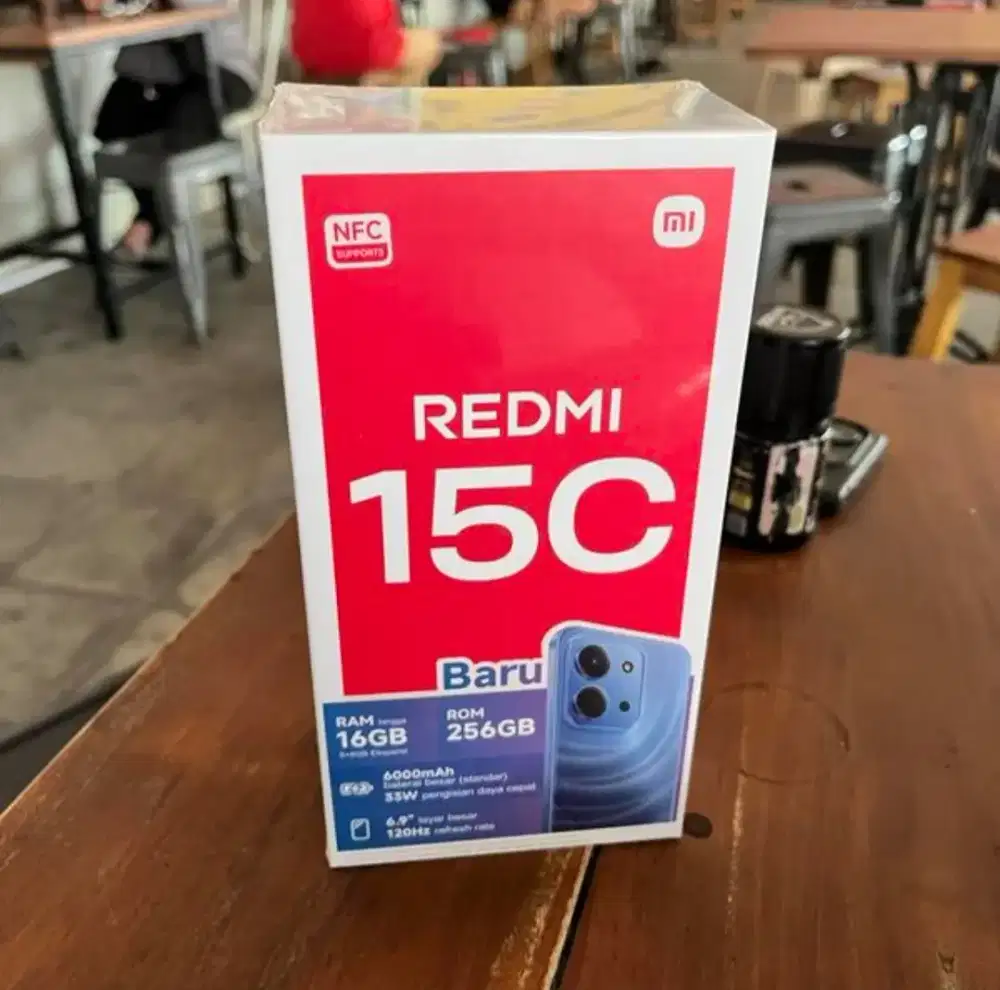 NFC
SUPPORTS
mi
REDMI
15C
Baru
RAM hingga
16GB
ROM
256GB
6000mAh
baterai besar (standar)
33W pengisian daya cepat
6.9" layar besar
120Hz refresh rate